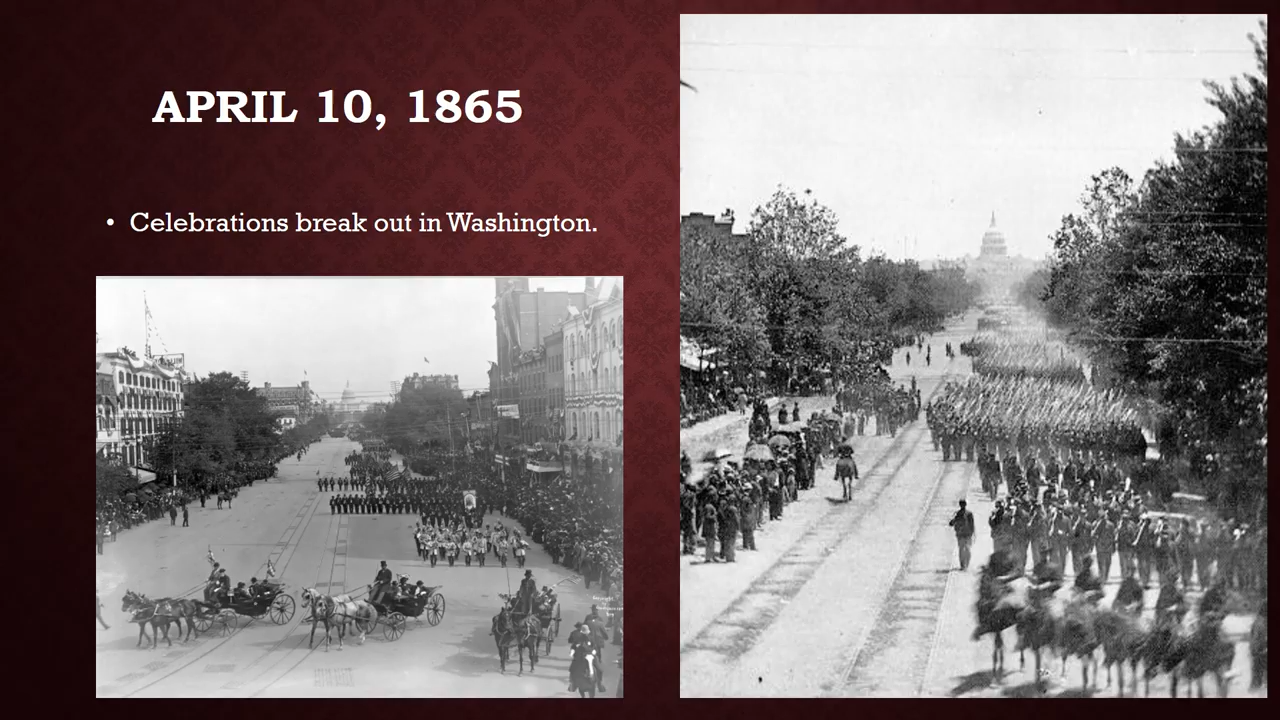 APRIL 10, 1865
• Celebrations break out in Washington.